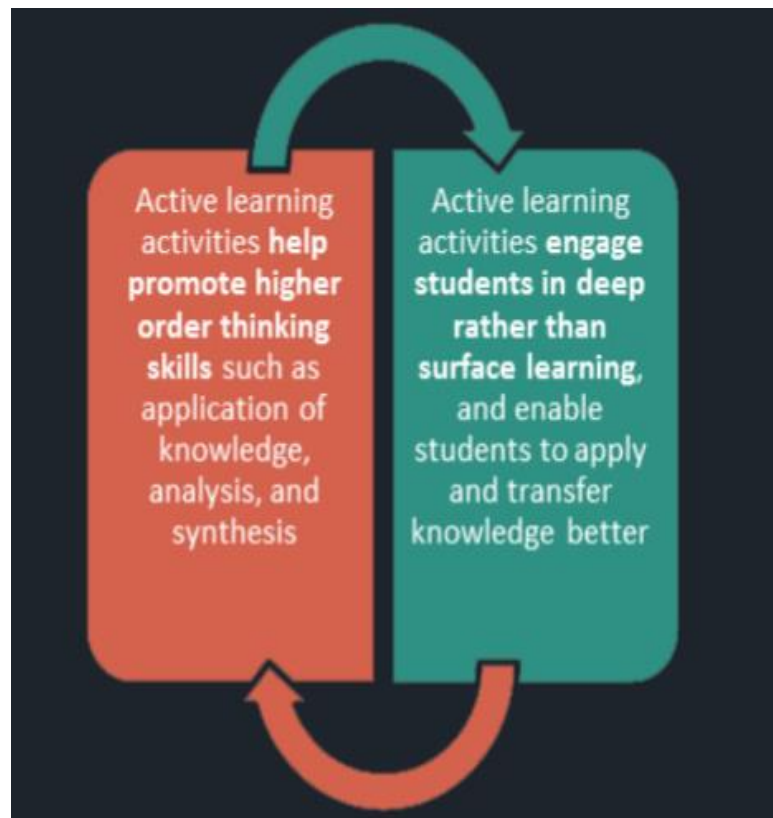 Active learning
activities help
promote higher
order thinking
skills such as
application of
knowledge,
analysis, and
synthesis
Active learning
activities engage
students in deep
rather than
surface learning,
and enable
students to apply
and transfer
knowledge better